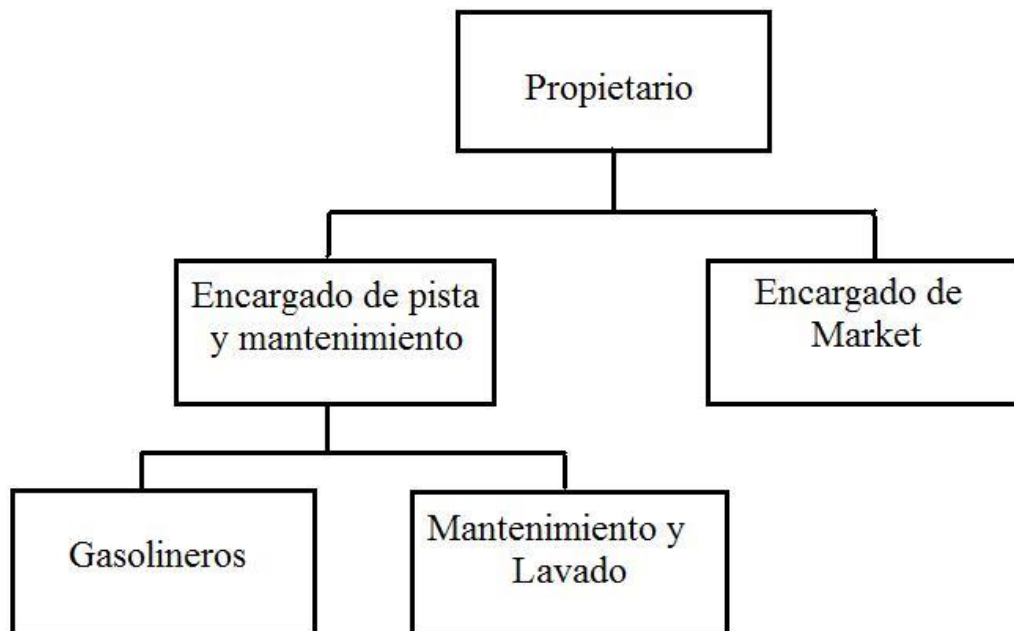 Propietario
Encargado de pista
y mantenimiento
Encargado de
Market
Gasolineros
Mantenimiento y
Lavado